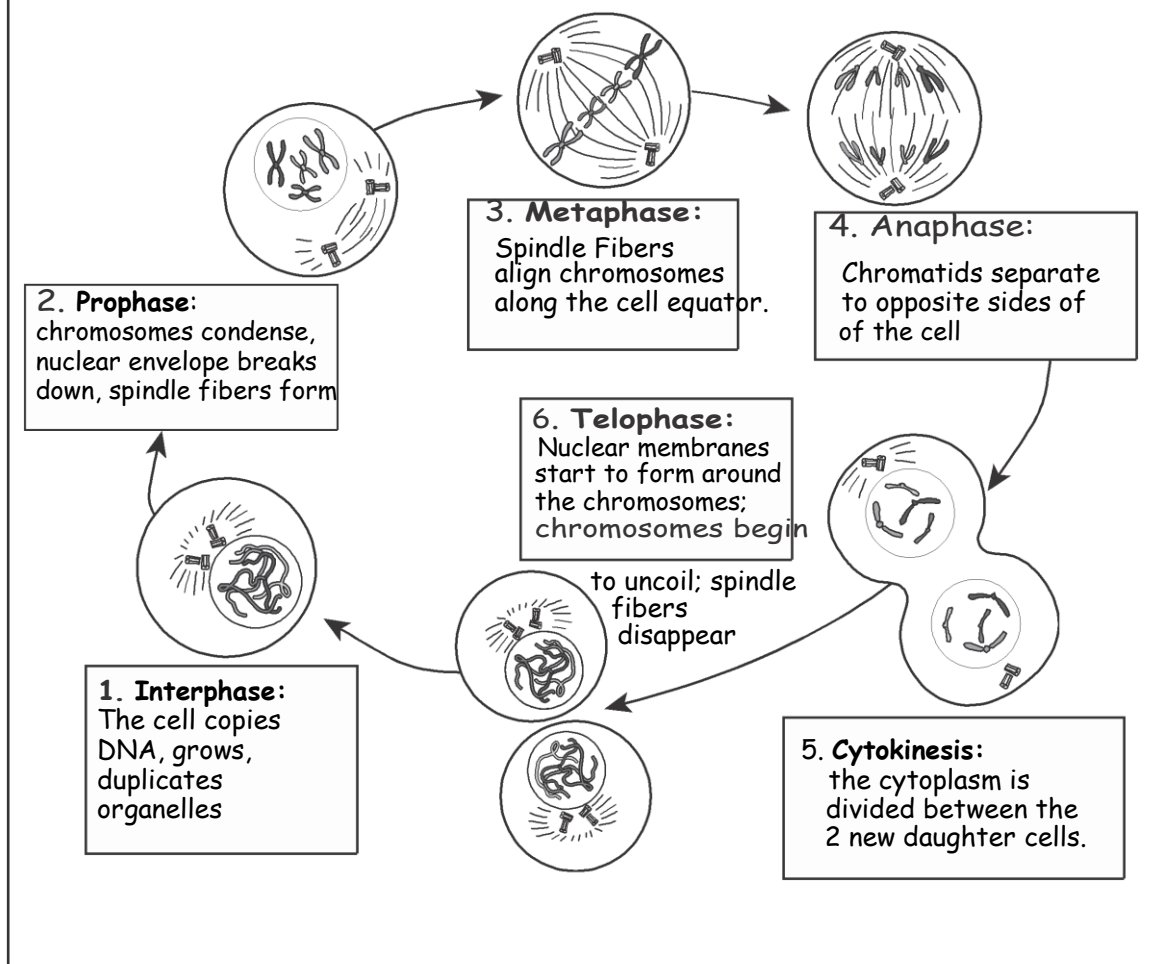 3. Metaphase:
Spindle Fibers
align chromosomes
along the cell equator.
4. Anaphase:
Chromatids separate
to opposite sides of
of the cell
2. Prophase:
chromosomes condense,
nuclear envelope breaks
down, spindle fibers form
6. Telophase:
Nuclear membranes
start to form around
the chromosomes;
chromosomes begin
to uncoil; spindle
fibers
disappear
1. Interphase:
The cell copies
DNA, grows,
duplicates
organelles
5. Cytokinesis:
the cytoplasm is
divided between the
2 new daughter cells.